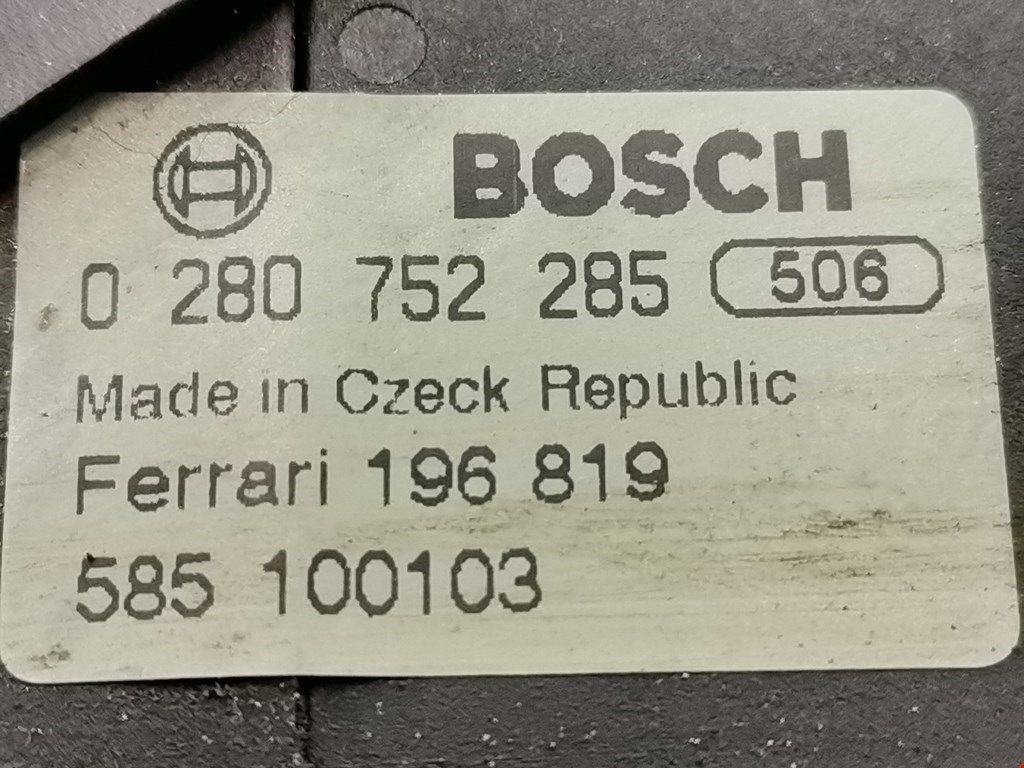 BOSCH
0 280 752 285 506
Made in Czeck Republic
Ferrari 196 819
585 100103